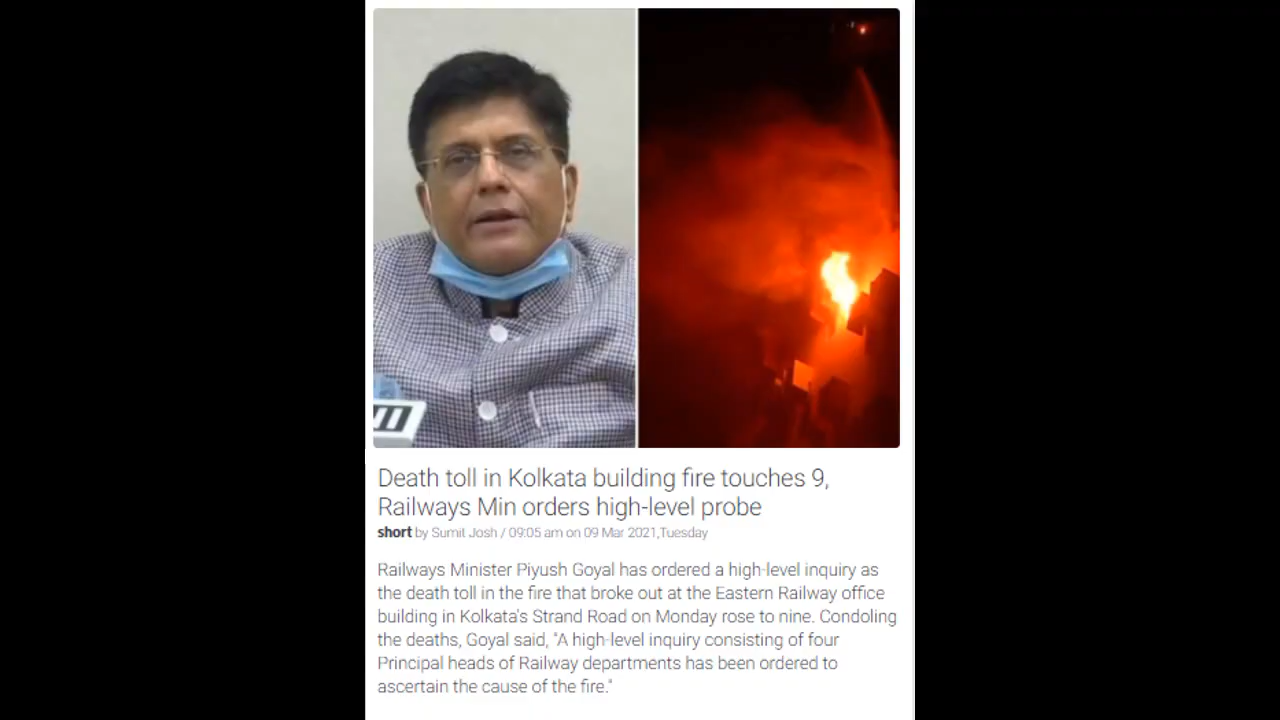 Death toll in Kolkata building fire touches 9,
Railways Min orders high-level probe
short by Sumit Josh / 09:05 am on 09 Mar 2021,Tuesday
Railways Minister Piyush Goyal has ordered a high-level inquiry as
the death toll in the fire that broke out at the Eastern Railway office
building in Kolkata's Strand Road on Monday rose to nine. Condoling
the deaths, Goyal said, "A high-level inquiry consisting of four
Principal heads of Railway departments has been ordered to
ascertain the cause of the fire."